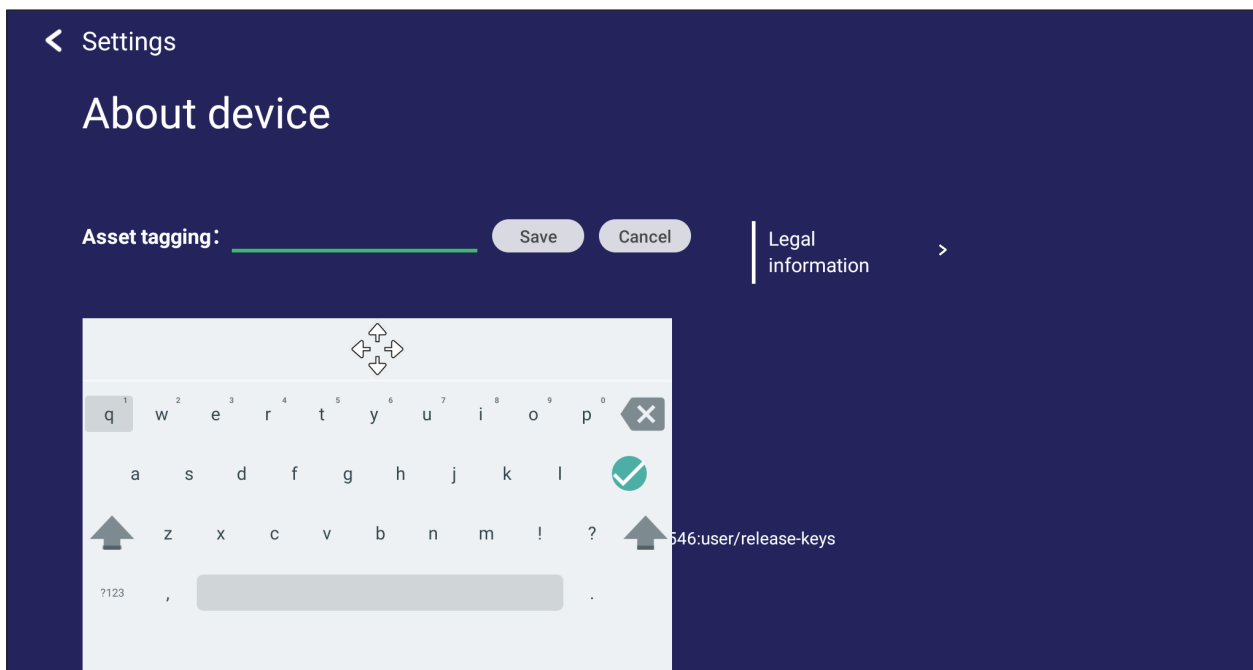 Settings
About device
Asset tagging:
Save
Cancel
Legal
information
q 1 w 2 e 3 r 4 t 5 y 6 u 7 i 8 o 9 p 0
a s d f g h j k l
z x c v b n m ! ?
546:user/release-keys
?123 , .